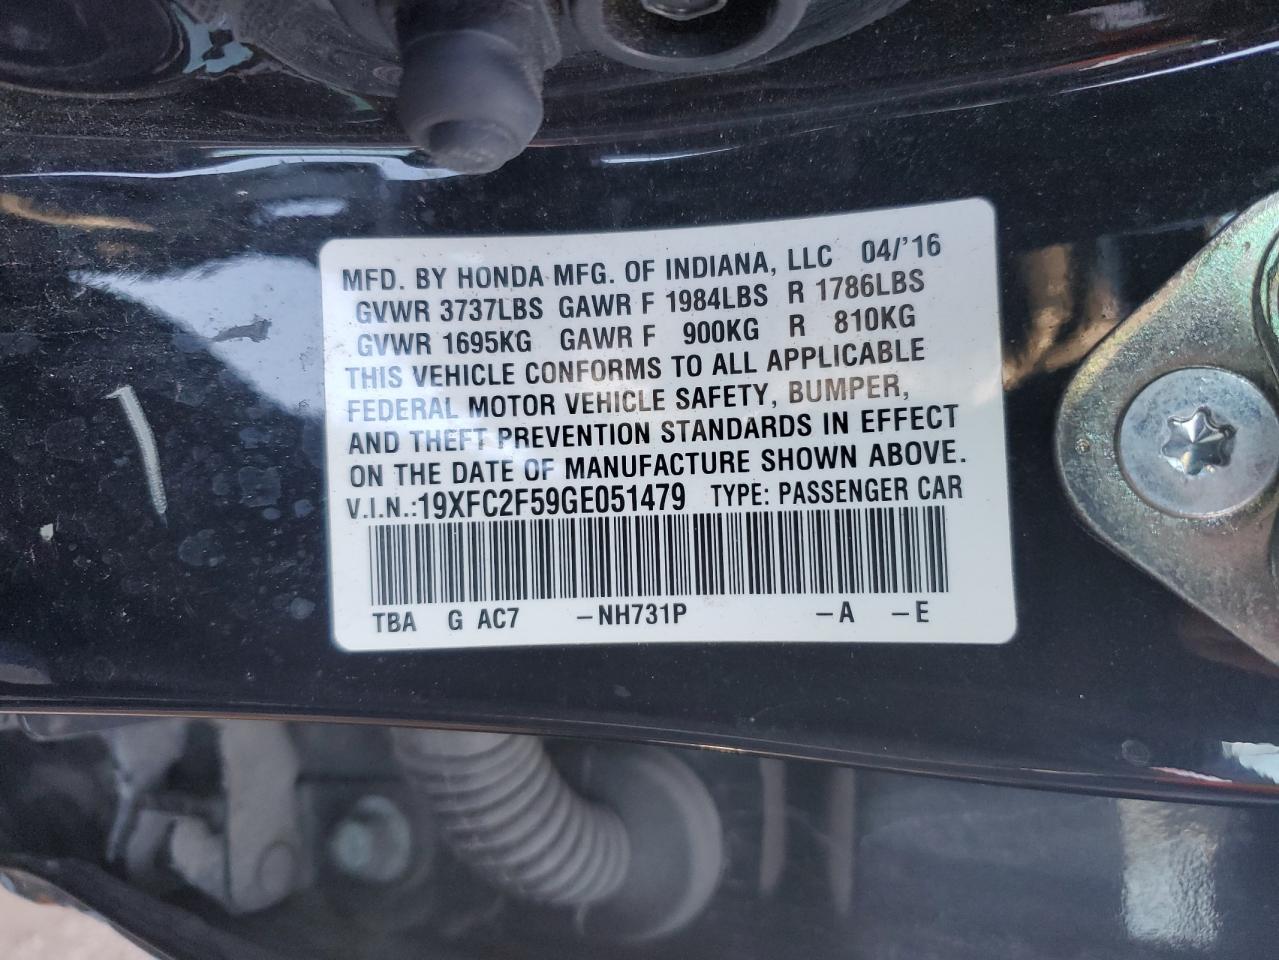 MFD. BY HONDA MFG. OF INDIANA, LLC 04/'16
GVWR 3737LBS GAWR F 1984LBS R 1786LBS
GVWR 1695KG GAWR F 900KG R 810KG
THIS VEHICLE CONFORMS TO ALL APPLICABLE
FEDERAL MOTOR VEHICLE SAFETY, BUMPER,
AND THEFT PREVENTION STANDARDS IN EFFECT
ON THE DATE OF MANUFACTURE SHOWN ABOVE.
V.I.N.:19XFC2F59GE051479 TYPE: PASSENGER CAR
TBA G AC7 –NH731P –A –E